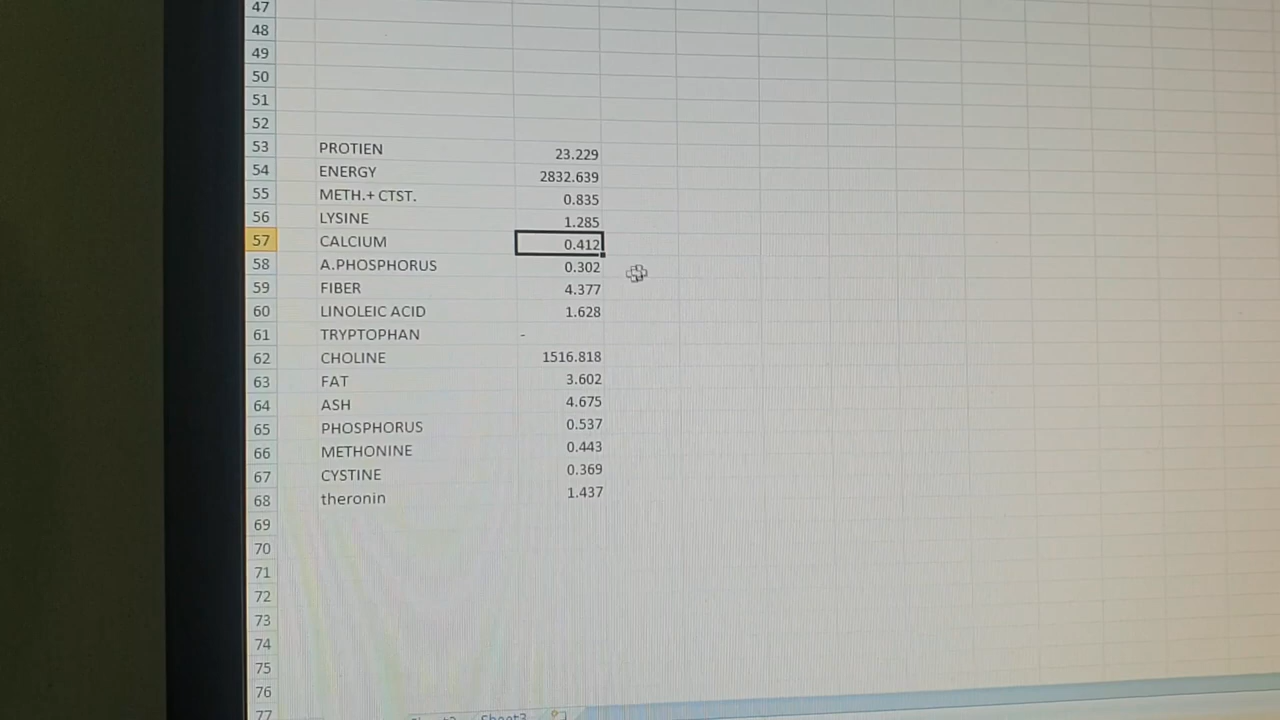 47
48
49
50
51
52
53 PROTIEN 23.229
54 ENERGY 2832.639
55 METH.+ CTST. 0.835
56 LYSINE 1.285
57 CALCIUM 0.412
58 A.PHOSPHORUS 0.302
59 FIBER 4.377
60 LINOLEIC ACID 1.628
61 TRYPTOPHAN -
62 CHOLINE 1516.818
63 FAT 3.602
64 ASH 4.675
65 PHOSPHORUS 0.537
66 METHONINE 0.443
67 CYSTINE 0.369
68 theronin 1.437
69
70
71
72
73
74
75
76
77